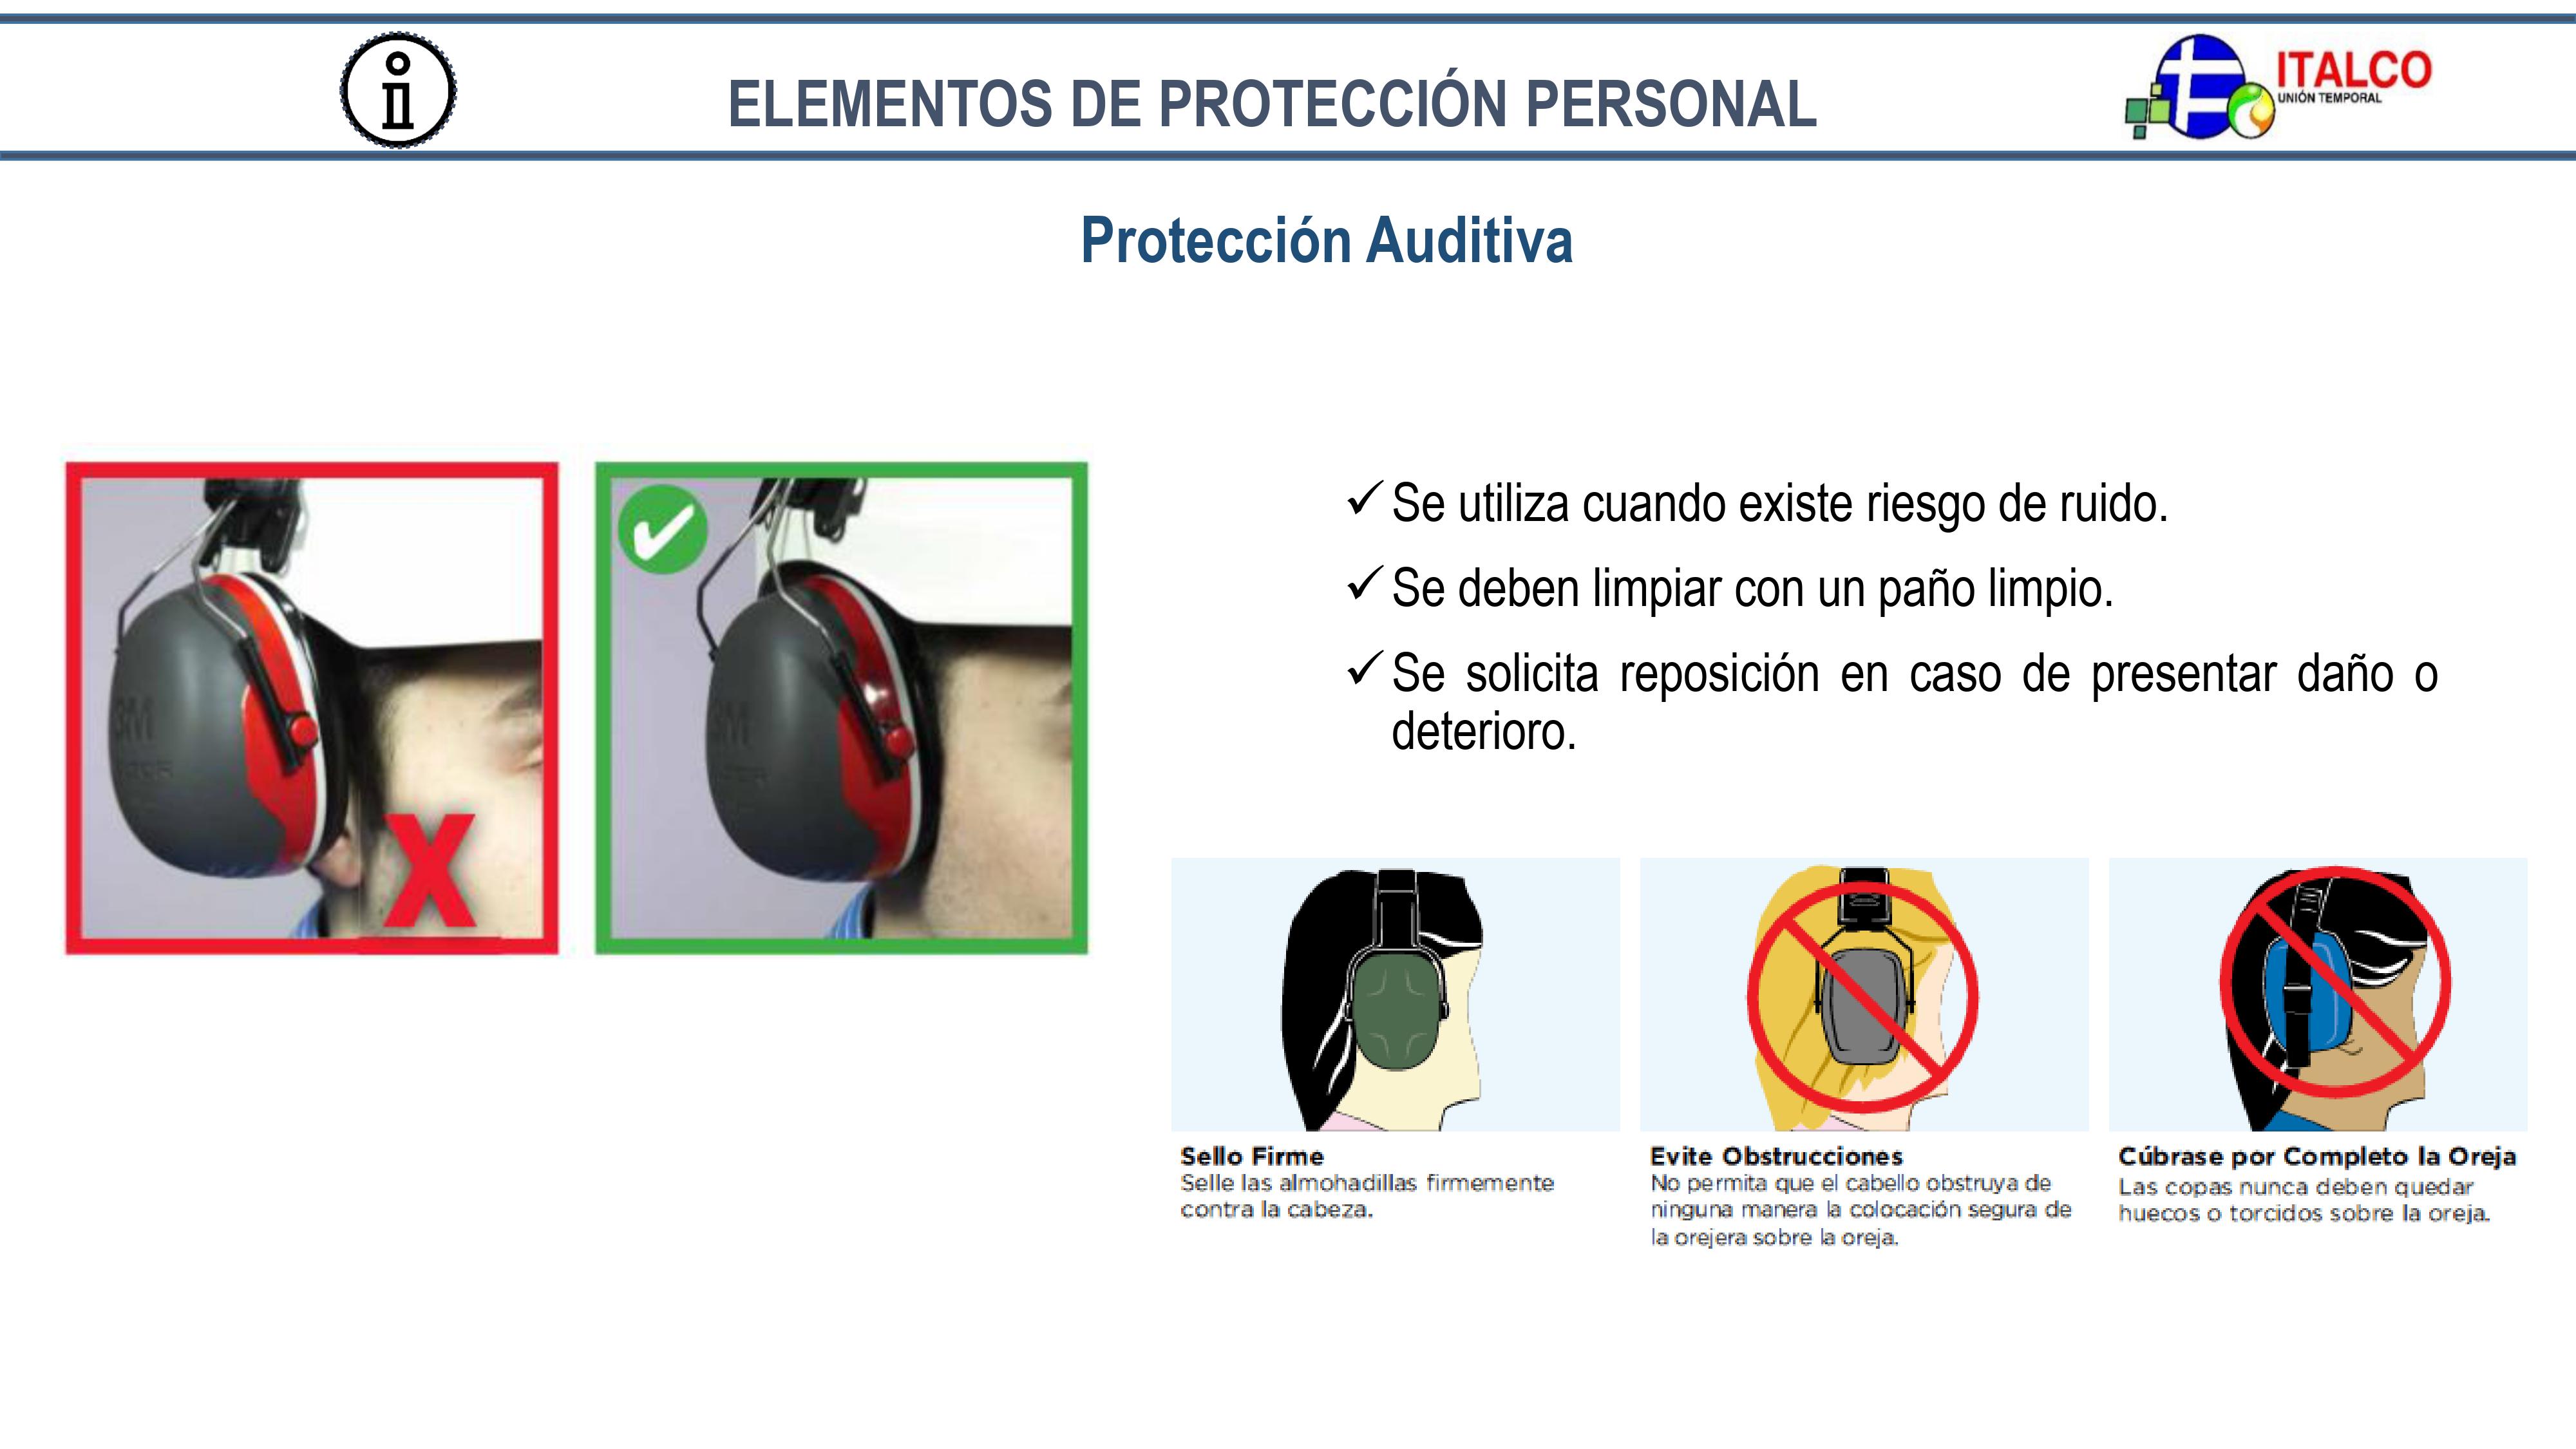 ELEMENTOS DE PROTECCIÓN PERSONAL
ITALCO
UNIÓN TEMPORAL
Protección Auditiva
X
3M
✓ Se utiliza cuando existe riesgo de ruido.
✓ Se deben limpiar con un paño limpio.
✓ Se solicita reposición en caso de presentar daño o
deterioro.
Sello Firme
Selle las almohadillas firmemente
contra la cabeza.
Evite Obstrucciones
No permita que el cabello obstruya de
ninguna manera la colocación segura de
la orejera sobre la oreja.
Cúbrase por Completo la Oreja
Las copas nunca deben quedar
huecos o torcidos sobre la oreja.